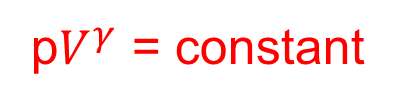 pV^γ = constant